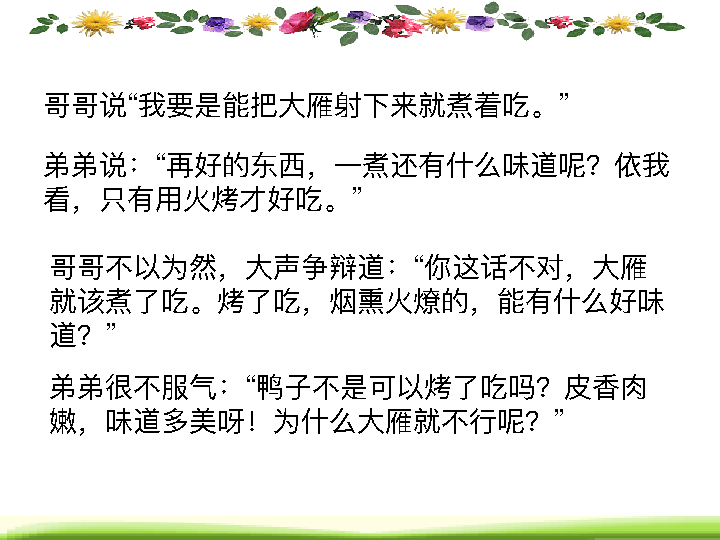 哥哥说“我要是能把大雁射下来就煮着吃。”
弟弟说：“再好的东西，一煮还有什么味道呢？依我
看，只有用火烤才好吃。”
哥哥不以为然，大声争辩道：“你这话不对，大雁
就该煮了吃。烤了吃，烟熏火燎的，能有什么好味
道？”
弟弟很不服气：“鸭子不是可以烤了吃吗？皮香肉
嫩，味道多美呀！为什么大雁就不行呢？”